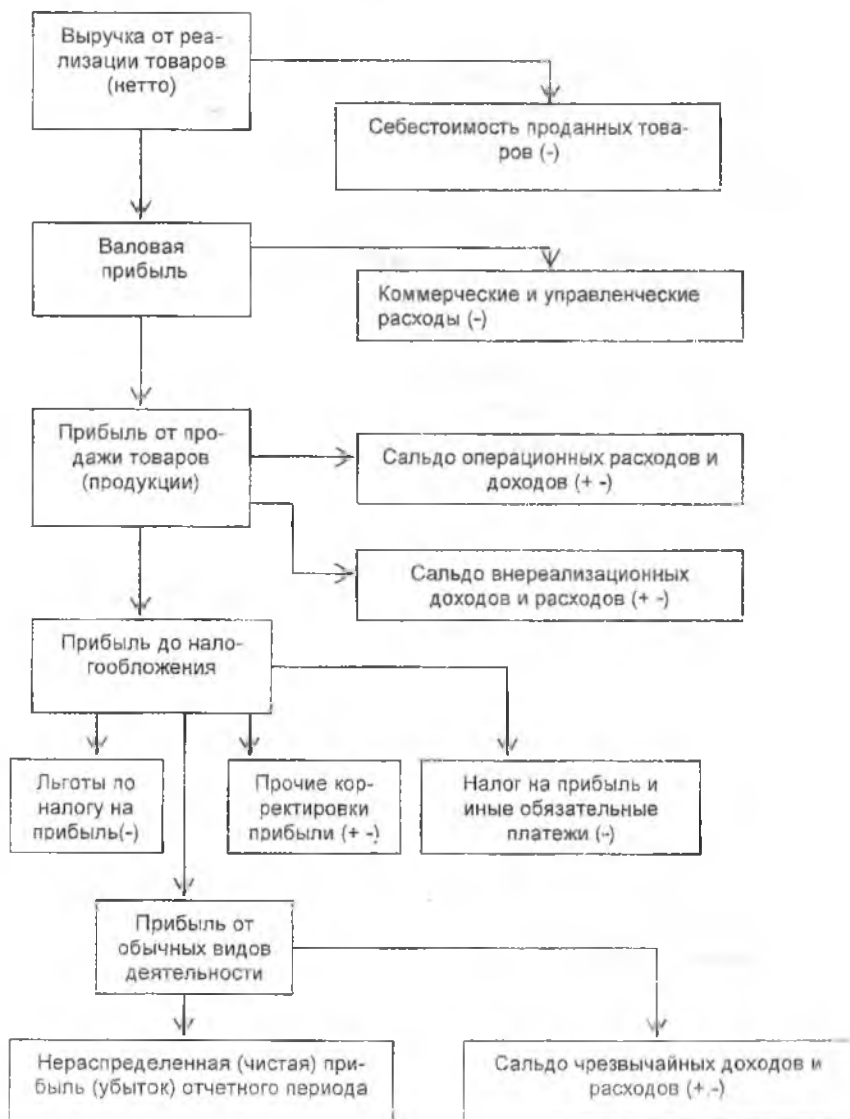 Выручка от реа-
лизации товаров
(нетто)
Себестоимость проданных това-
ров (-)
Валовая
прибыль
Коммерческие и управленческие
расходы (-)
Прибыль от про-
дажи товаров
(продукции)
Сальдо операционных расходов и
доходов (+ -)
Сальдо внереализационных
доходов и расходов (+ -)
Прибыль до нало-
гообложения
Льготы по
налогу на
прибыль(-)
Прочие кор-
ректировки
прибыли (+ -)
Налог на прибыль и
иные обязательные
платежи (-)
Прибыль от
обычных видов
деятельности
Нераспределенная (чистая) при-
быль (убыток) отчетного периода
Сальдо чрезвычайных доходов и
расходов (+ -)